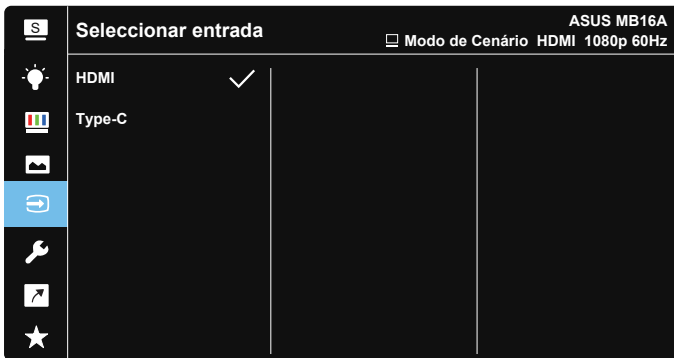 S
Seleccionar entrada
ASUS MB16A
Modo de Cenário HDMI 1080p 60Hz
HDMI
Type-C